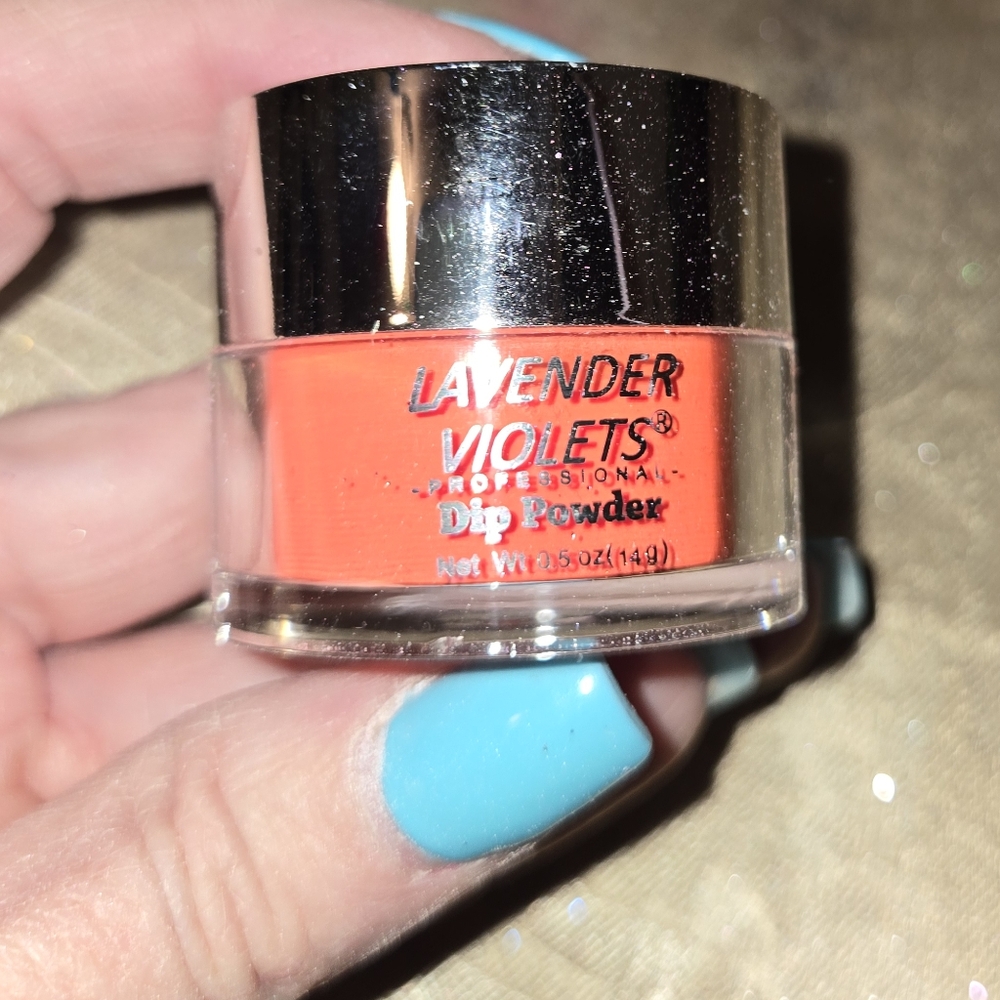 LAVENDER
VIOLETS®
-PROFESSIONAL-
Dip Powder
Net Wt 0.5 oz(14g)